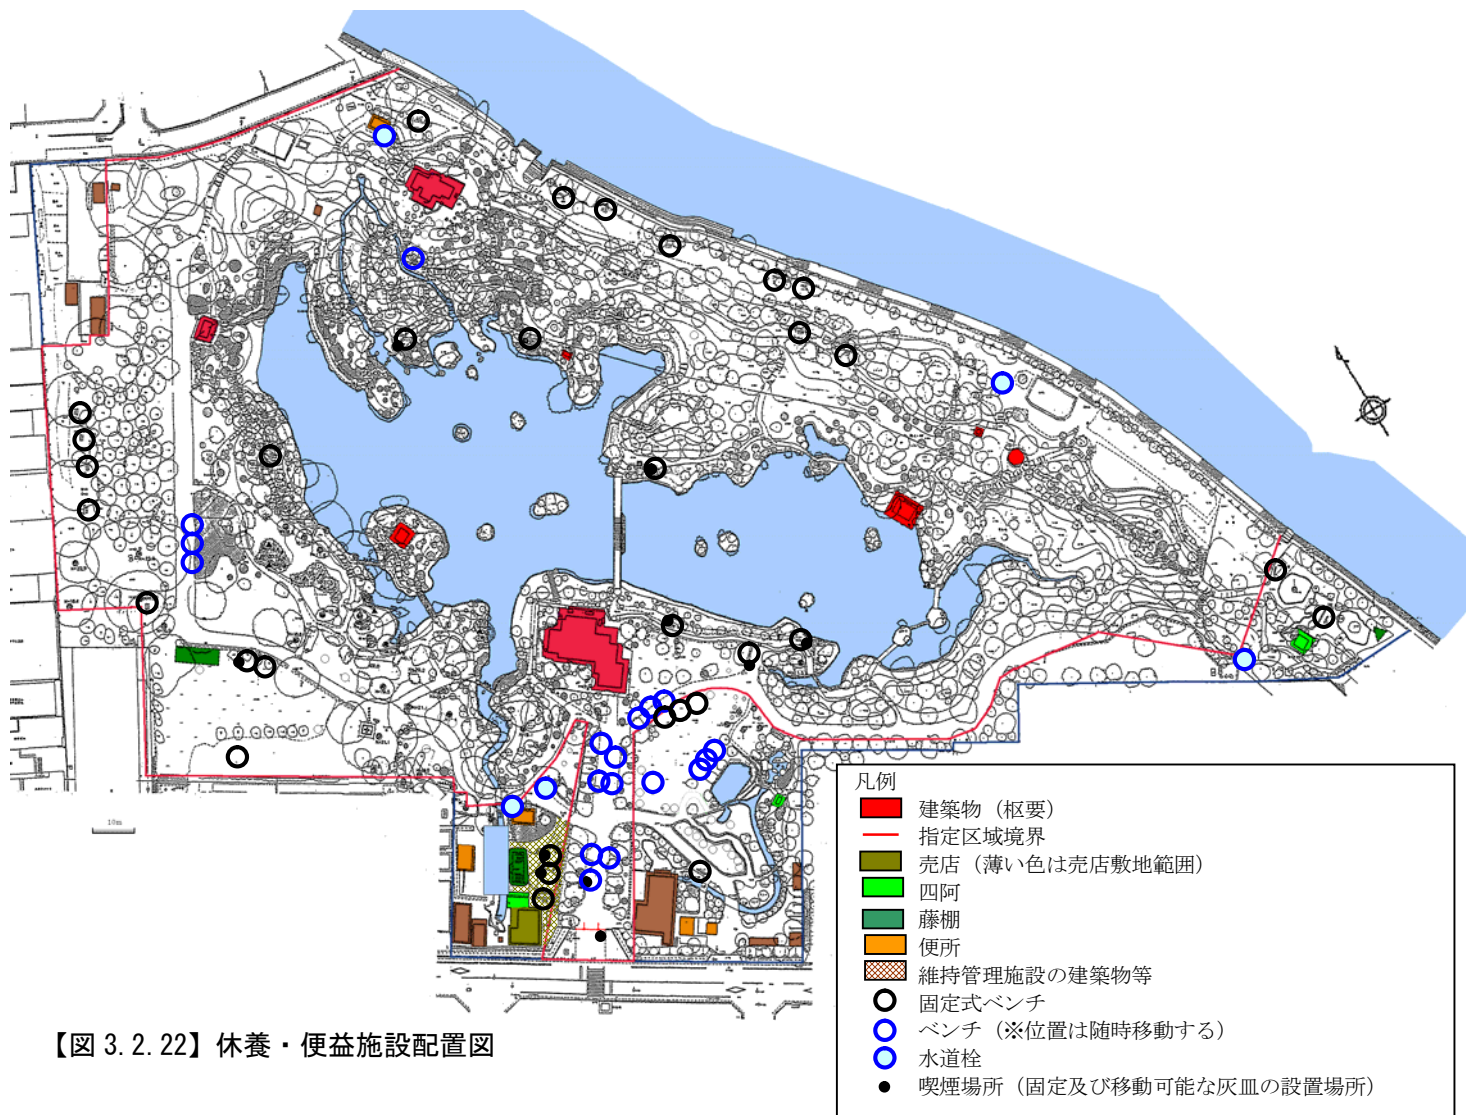 10m
凡例
建築物（枢要）
指定区域境界
売店（薄い色は売店敷地範囲）
四阿
藤棚
便所
維持管理施設の建築物等
固定式ベンチ
ベンチ（※位置は随時移動する）
水道栓
喫煙場所（固定及び移動可能な灰皿の設置場所）
【図 3.2.22】休養・便益施設配置図